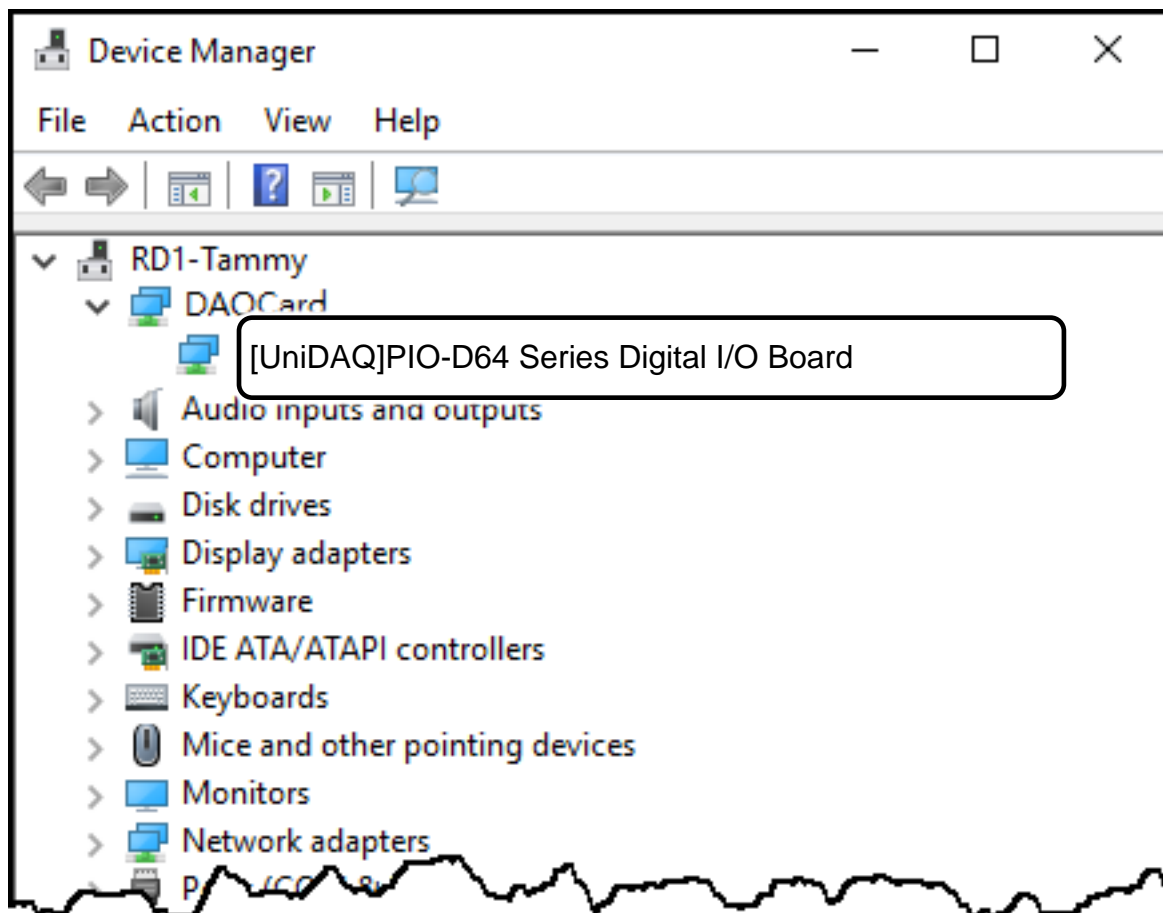 Device Manager
File Action View Help
RD1-Tammy
DAQCard
[UniDAQ]PIO-D64 Series Digital I/O Board
Audio inputs and outputs
Computer
Disk drives
Display adapters
Firmware
IDE ATA/ATAPI controllers
Keyboards
Mice and other pointing devices
Monitors
Network adapters